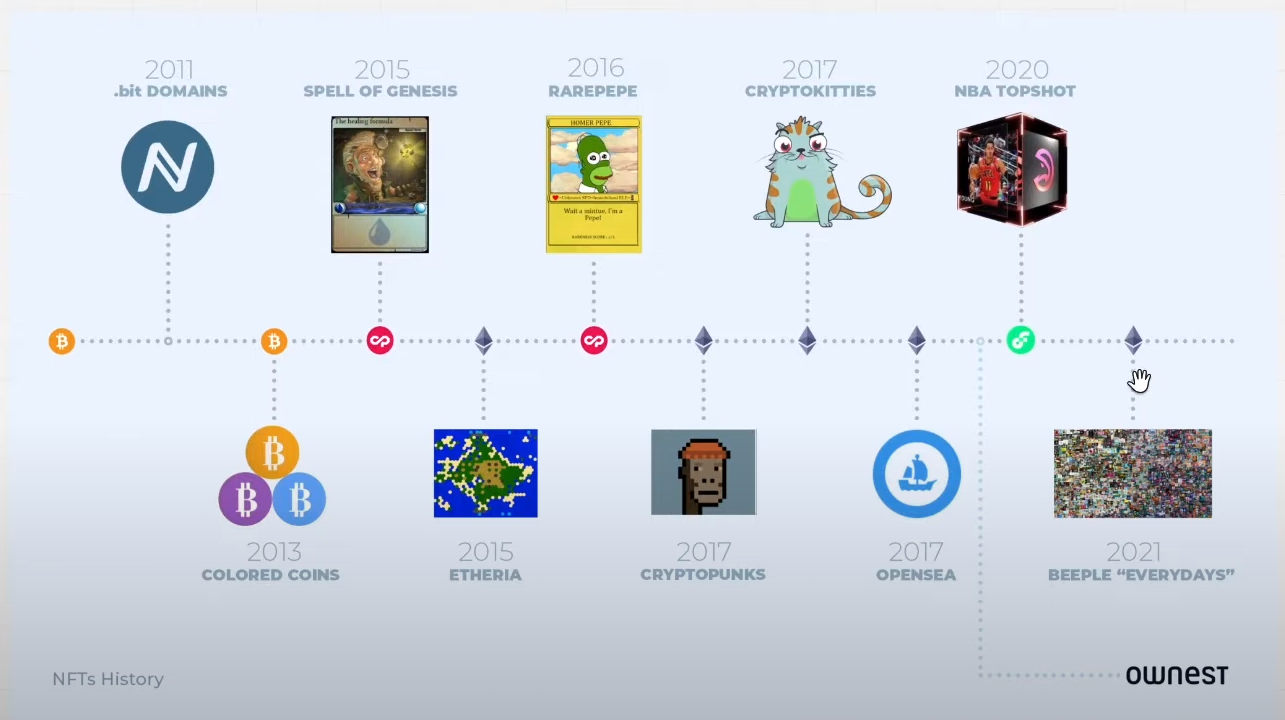 2011
.bit DOMAINS
2015
SPELL OF GENESIS
2016
RAREPEPE
2017
CRYPTOKITTIES
2020
NBA TOPSHOT
The healing formula
HOMER PEPE
Wait a mintue, I'm a
Pepe!
2013
COLORED COINS
2015
ETHERIA
2017
CRYPTOPUNKS
2017
OPENSEA
2021
BEEPLE “EVERYDAYS”
NFTs History
OWNEST